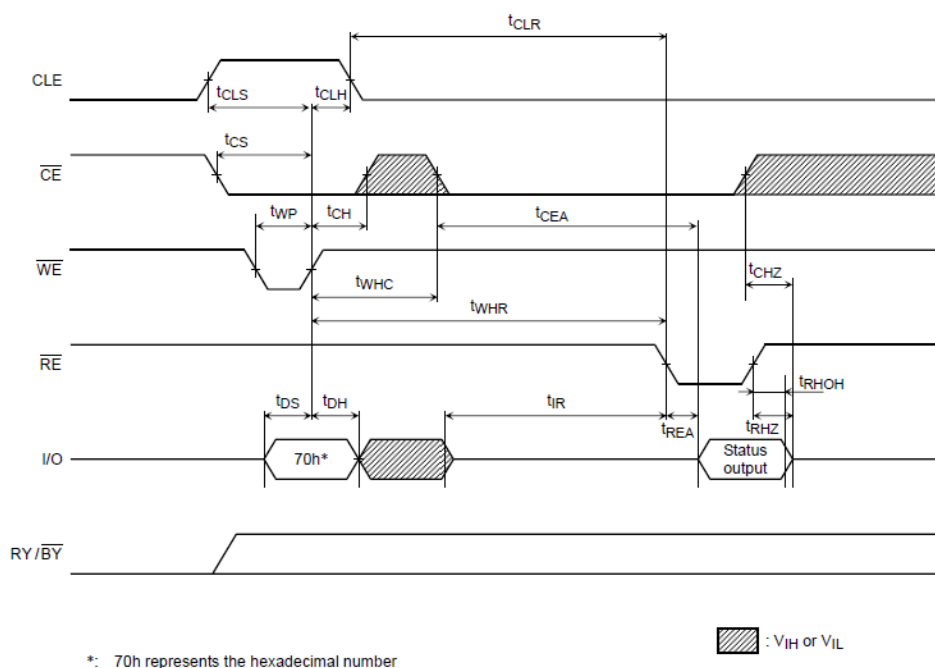 tCLR
CLE
tCLS
tCLH
tCS
CE
tWP
tCH
tCEA
WE
tWHC
tCHZ
tWHR
RE
tDS
tDH
tIR
tRHOH
tREA
tRHZ
I/O
70h*
Status
output
RY/BY
: VIH or VIL
*: 70h represents the hexadecimal number